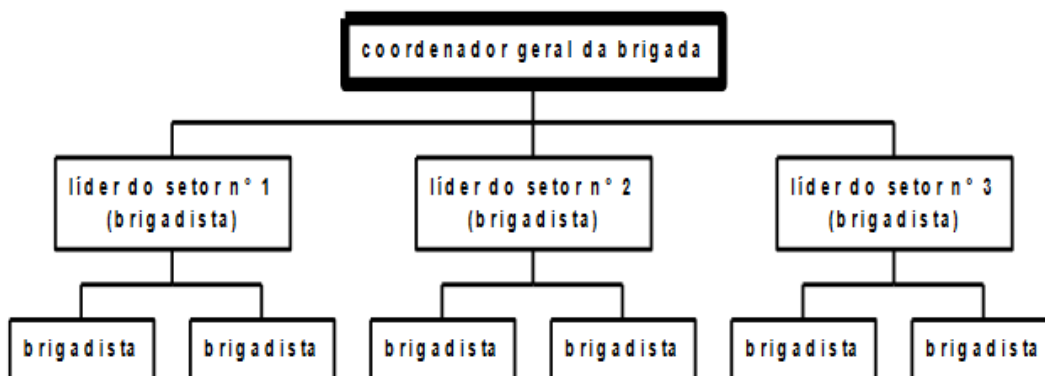 coordenador geral da brigada
líder do setor n° 1
(brigadista)
líder do setor n° 2
(brigadista)
líder do setor n° 3
(brigadista)
brigadista
brigadista
brigadista
brigadista
brigadista
brigadista